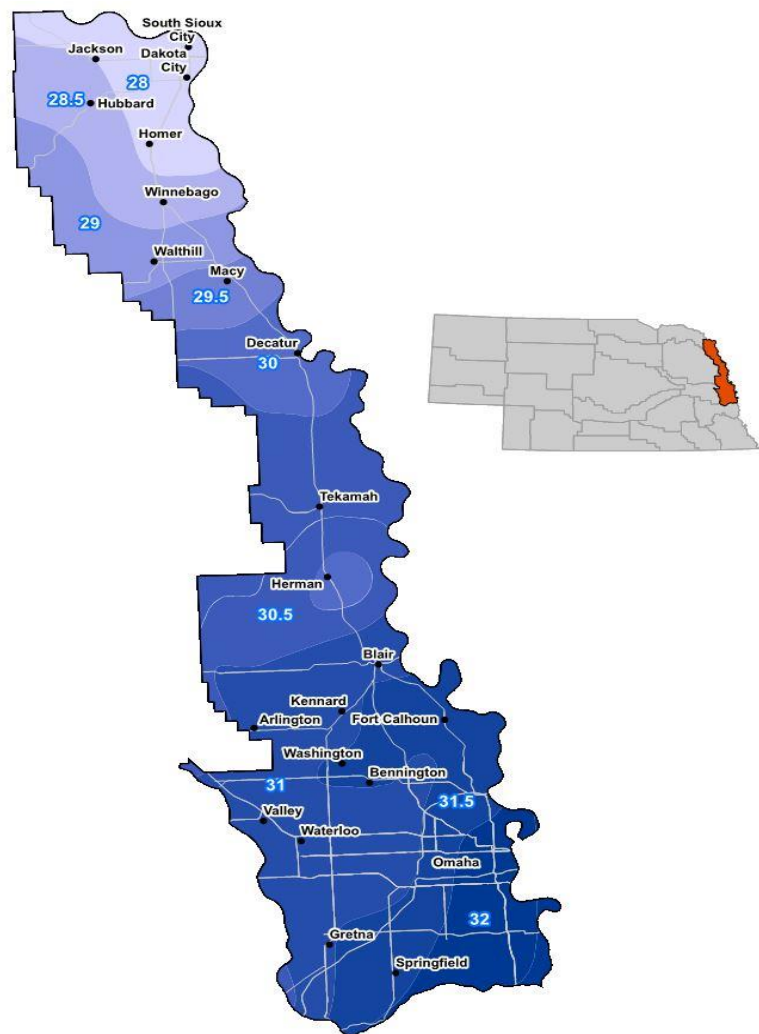 South Sioux
City
Jackson
Dakota
City
28
28.5
Hubbard
Homer
Winnebago
29
Walthill
Macy
29.5
Decatur
30
Tekamah
Herman
30.5
Blair
Kennard
Arlington
Fort Calhoun
Washington
Bennington
31
31.5
Valley
Waterloo
Omaha
32
Gretna
Springfield